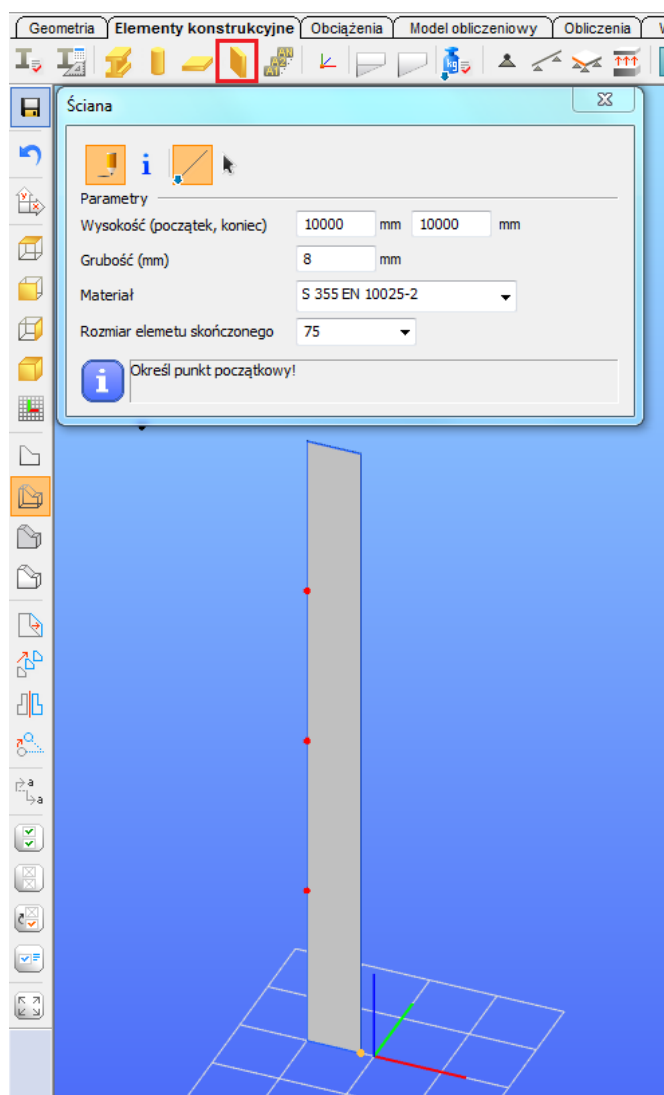 Geometria Elementy konstrukcyjne Obciążenia Model obliczeniowy Obliczenia
Ściana
Parametry
Wysokość (początek, koniec) 10000 mm 10000 mm
Grubość (mm) 8 mm
Materiał S 355 EN 10025-2
Rozmiar elemetu skończonego 75
Określ punkt początkowy!